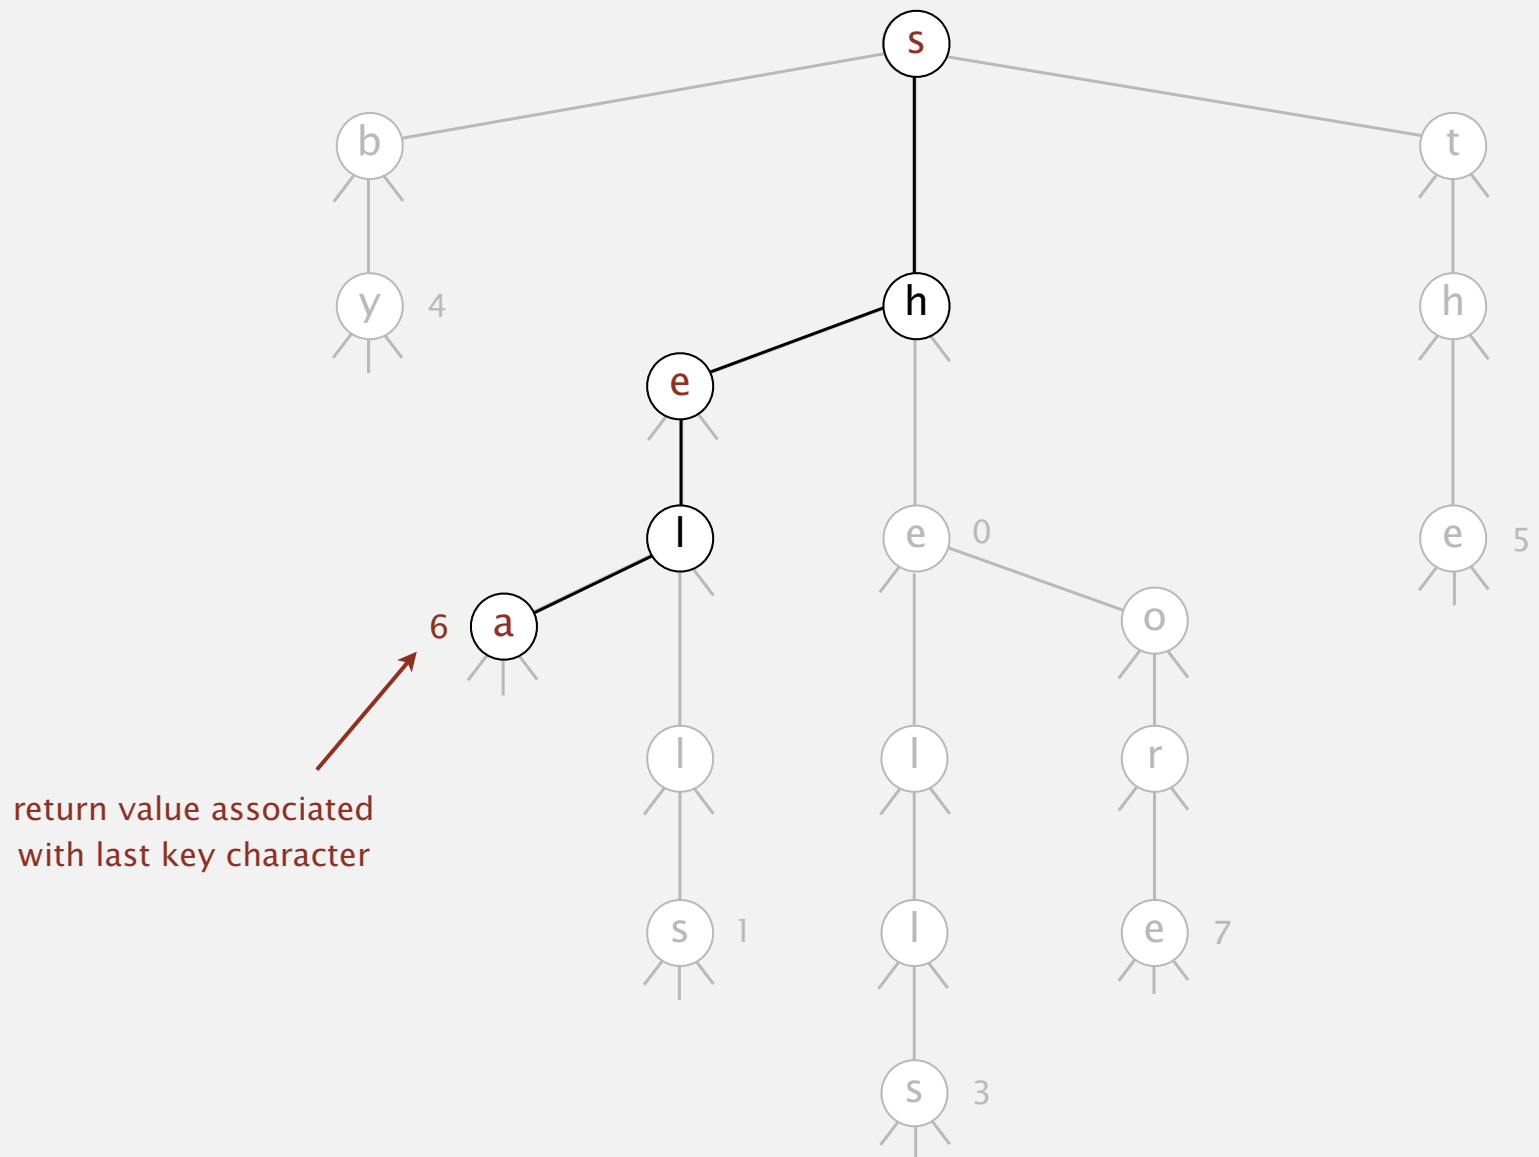 s
b
t
y 4
h
h
e
l
e 0
e 5
6 a
o
l
l
r
return value associated
with last key character
s 1
l
e 7
s 3